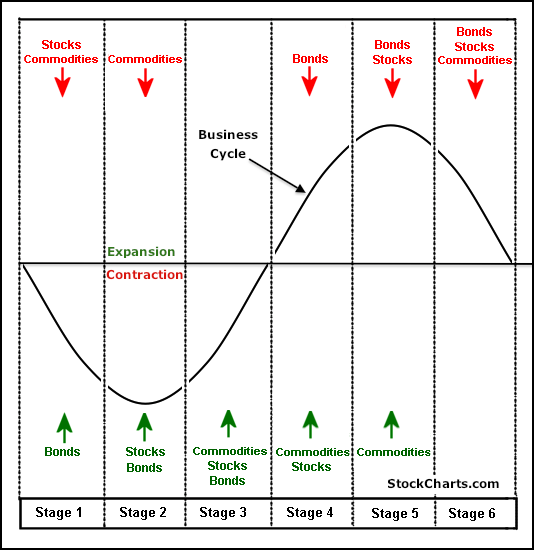 Stocks
Commodities
Commodities
Bonds
Bonds
Stocks
Bonds
Stocks
Commodities
Business
Cycle
Expansion
Contraction
Bonds
Stocks
Bonds
Commodities
Stocks
Bonds
Commodities
Stocks
Commodities
StockCharts.com
Stage 1
Stage 2
Stage 3
Stage 4
Stage 5
Stage 6